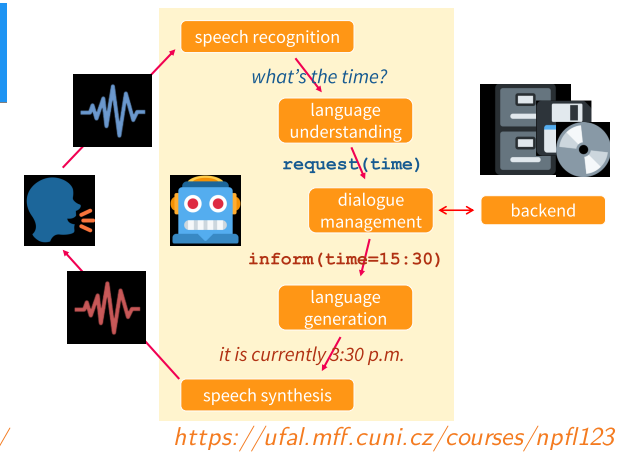 speech recognition
what's the time?
language
understanding
request(time)
dialogue
management
backend
inform(time=15:30)
language
generation
it is currently 3:30 p.m.
speech synthesis
/
https://ufal.mff.cuni.cz/courses/npfl123